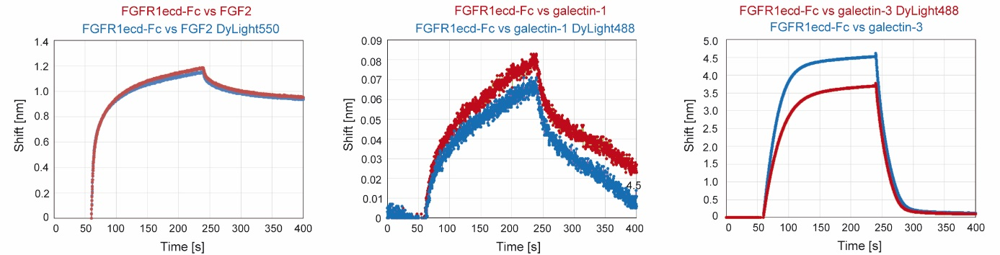 FGFR1ecd-Fc vs FGF2
FGFR1ecd-Fc vs FGF2 DyLight550
1.4
1.2
1.0
0.8
0.6
0.4
0.2
0
Shift [nm]
0 50 100 150 200 250 300 350 400
Time [s]
FGFR1ecd-Fc vs galectin-1
FGFR1ecd-Fc vs galectin-1 DyLight488
0.09
0.08
0.07
0.06
0.05
0.04
0.03
0.02
0.01
0
Shift [nm]
4.5
0 50 100 150 200 250 300 350 400
Time [s]
FGFR1ecd-Fc vs galectin-3 DyLight488
FGFR1ecd-Fc vs galectin-3
5.0
4.5
4.0
3.5
3.0
2.5
2.0
1.5
1.0
0.5
0
Shift [nm]
0 50 100 150 200 250 300 350 400
Time [s]